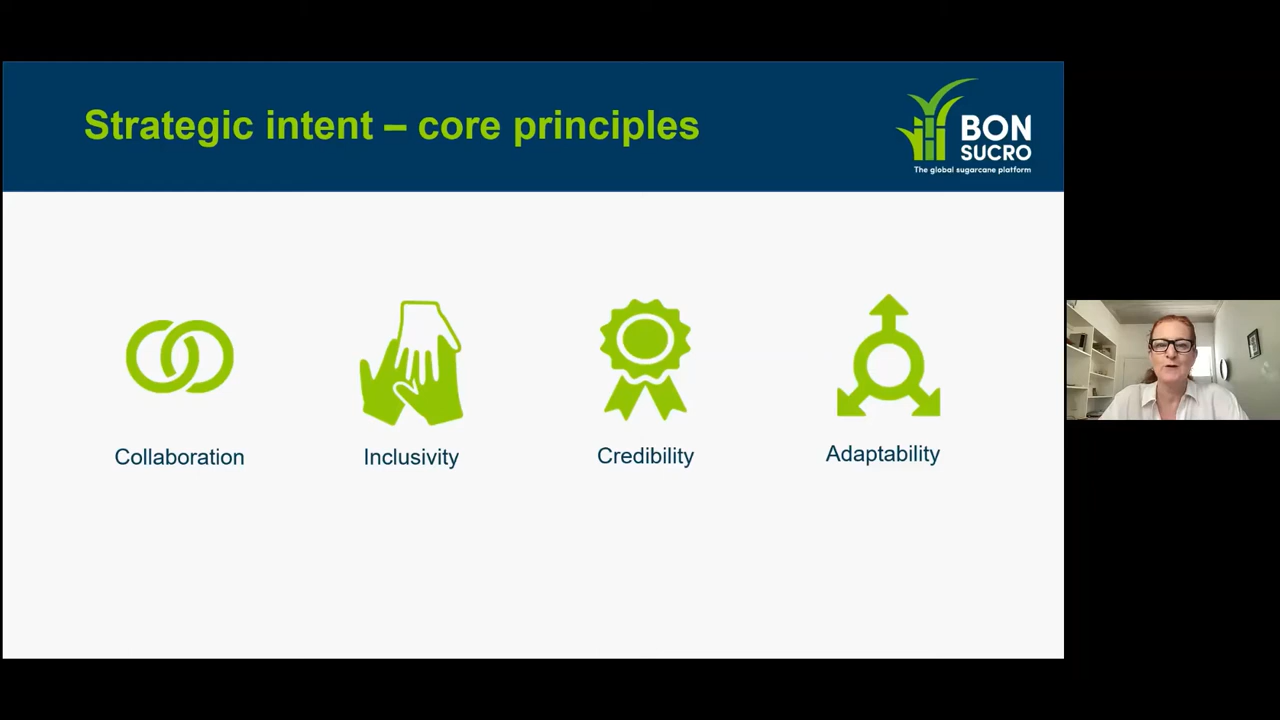 Strategic intent – core principles
BON
SUCRO
The global sugarcane platform
Collaboration
Inclusivity
Credibility
Adaptability